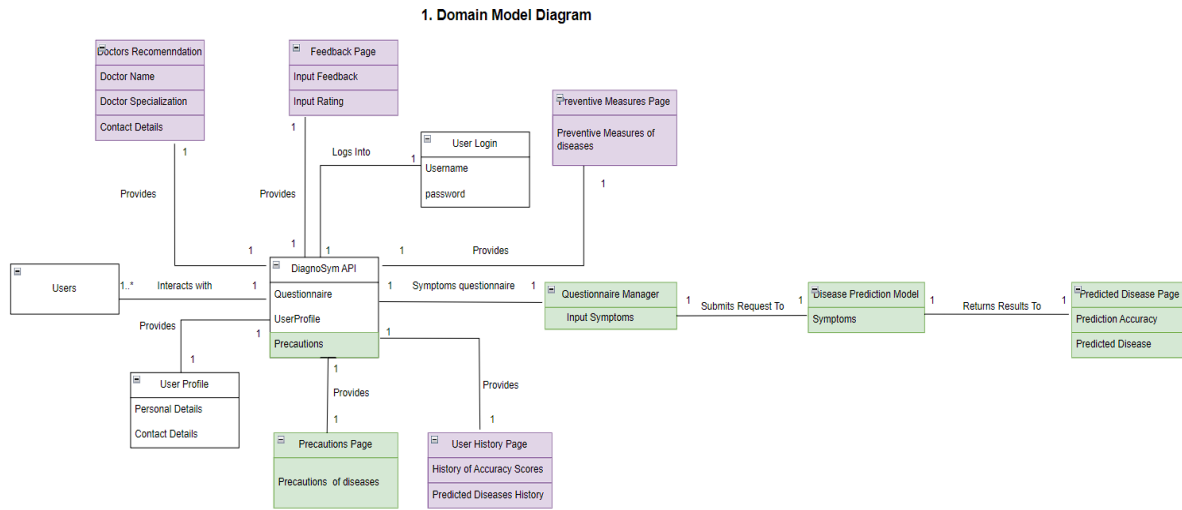 1. Domain Model Diagram
Doctors Recomenndation
Doctor Name
Doctor Specialization
Contact Details
1
Provides
1
Feedback Page
Input Feedback
Input Rating
1
Provides
1
User Login
Username
password
Logs Into
1
1
Preventive Measures Page
Preventive Measures of
diseases
1
1
Provides
Users
1..*
Interacts with
1
DiagnoSym API
Questionnaire
UserProfile
Precautions
1
Symptoms questionnaire
1
Questionnaire Manager
Input Symptoms
1
Submits Request To
1
Disease Prediction Model
Symptoms
1
Returns Results To
1
Predicted Disease Page
Prediction Accuracy
Predicted Disease
Provides
1
1
User Profile
Personal Details
Contact Details
1
Provides
1
Precautions Page
Precautions of diseases
1
Provides
1
User History Page
History of Accuracy Scores
Predicted Diseases History